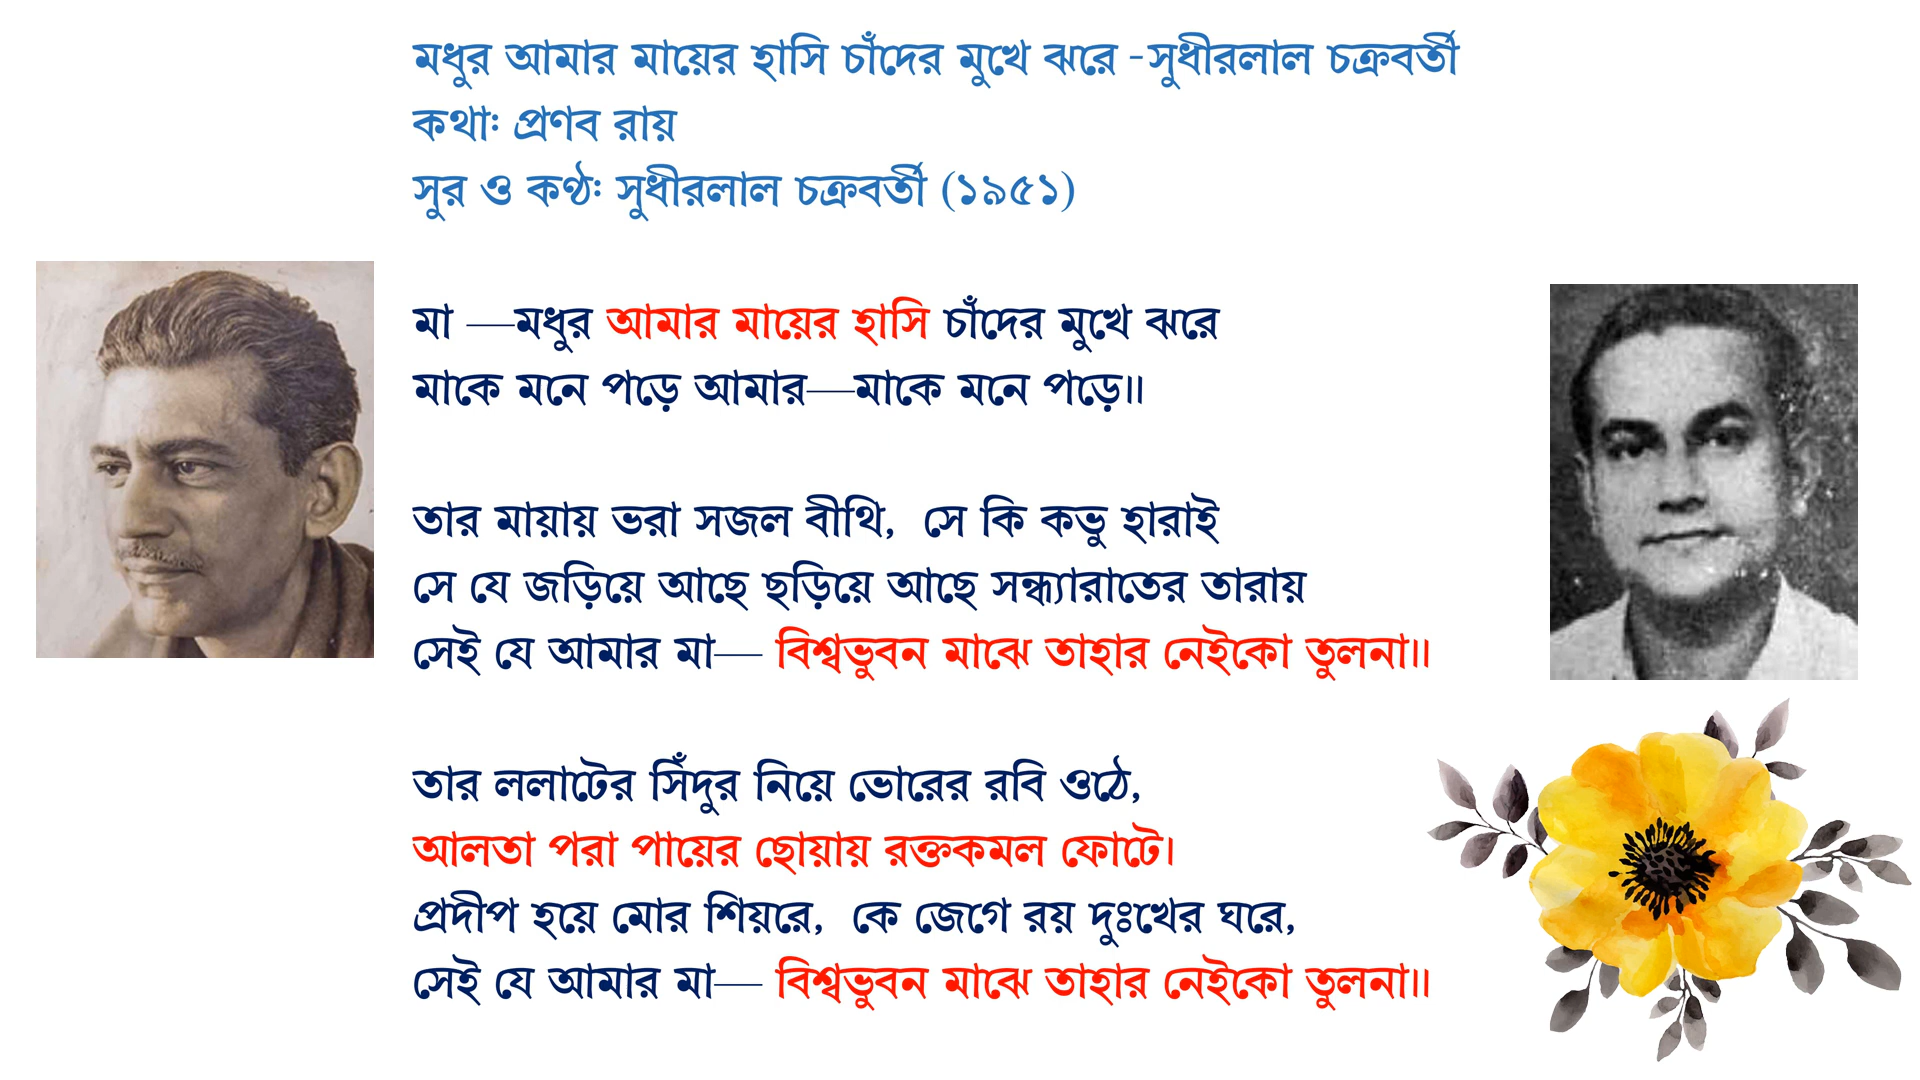 মধুর আমার মায়ের হাসি চাঁদের মুখে ঝরে -সুধীরলাল চক্রবর্তী
কথাঃ প্রণব রায়
সুর ও কণ্ঠঃ সুধীরলাল চক্রবর্তী (১৯৫১)
মা —মধুর আমার মায়ের হাসি চাঁদের মুখে ঝরে
মাকে মনে পড়ে আমার—মাকে মনে পড়ে॥
তার মায়ায় ভরা সজল বীথি, সে কি কভু হারাই
সে যে জড়িয়ে আছে ছড়িয়ে আছে সন্ধ্যারাতের তারায়
সেই যে আমার মা— বিশ্বভুবন মাঝে তাহার নেইকো তুলনা॥
তার ললাটের সিঁদুর নিয়ে ভোরের রবি ওঠে,
আলতা পরা পায়ের ছোয়ায় রক্তকমল ফোটে।
প্রদীপ হয়ে মোর শিয়রে, কে জেগে রয় দুঃখের ঘরে,
সেই যে আমার মা— বিশ্বভুবন মাঝে তাহার নেইকো তুলনা॥